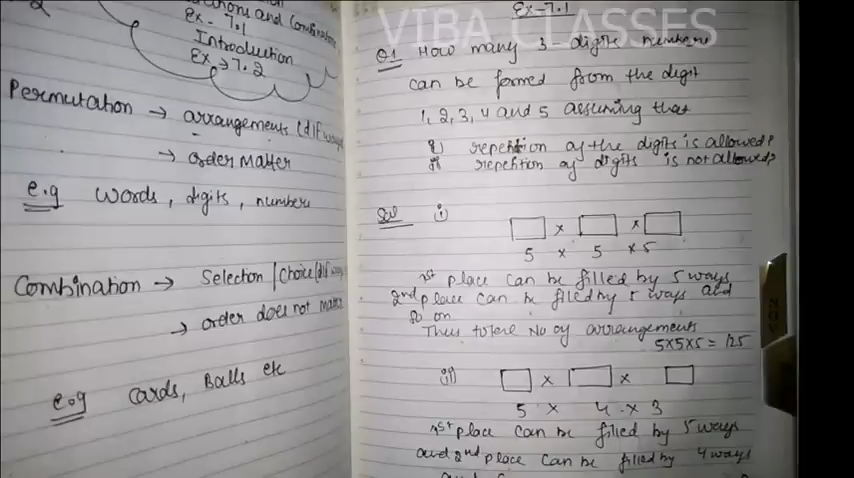 Ex - 7.1
Introduction
Ex → 7.2
Permutation → arrangements (dif ways
→ order Matter
e.g words, digits, numbers
Combination → Selection / Choice (dif ways
→ order does not matter
e.g Cards, Balls etc
VIBA CLASSES
Ex-7.1
Q1 How many 3-digits numbers
can be formed from the digit
1, 2, 3, 4 and 5 assuming that
i) repetition of the digits is allowed?
ii) repetition of digits is not allowed?
Sol i)
□ × □ × □
5 × 5 × 5
1st place can be filled by 5 ways
2nd place can be filled by 5 ways and
so on
Thus No of arrangements
5×5×5 = 125
ii) □ × □ × □
5 × 4 × 3
1st place can be filled by 5 ways
and 2nd place can be filled by 4 ways